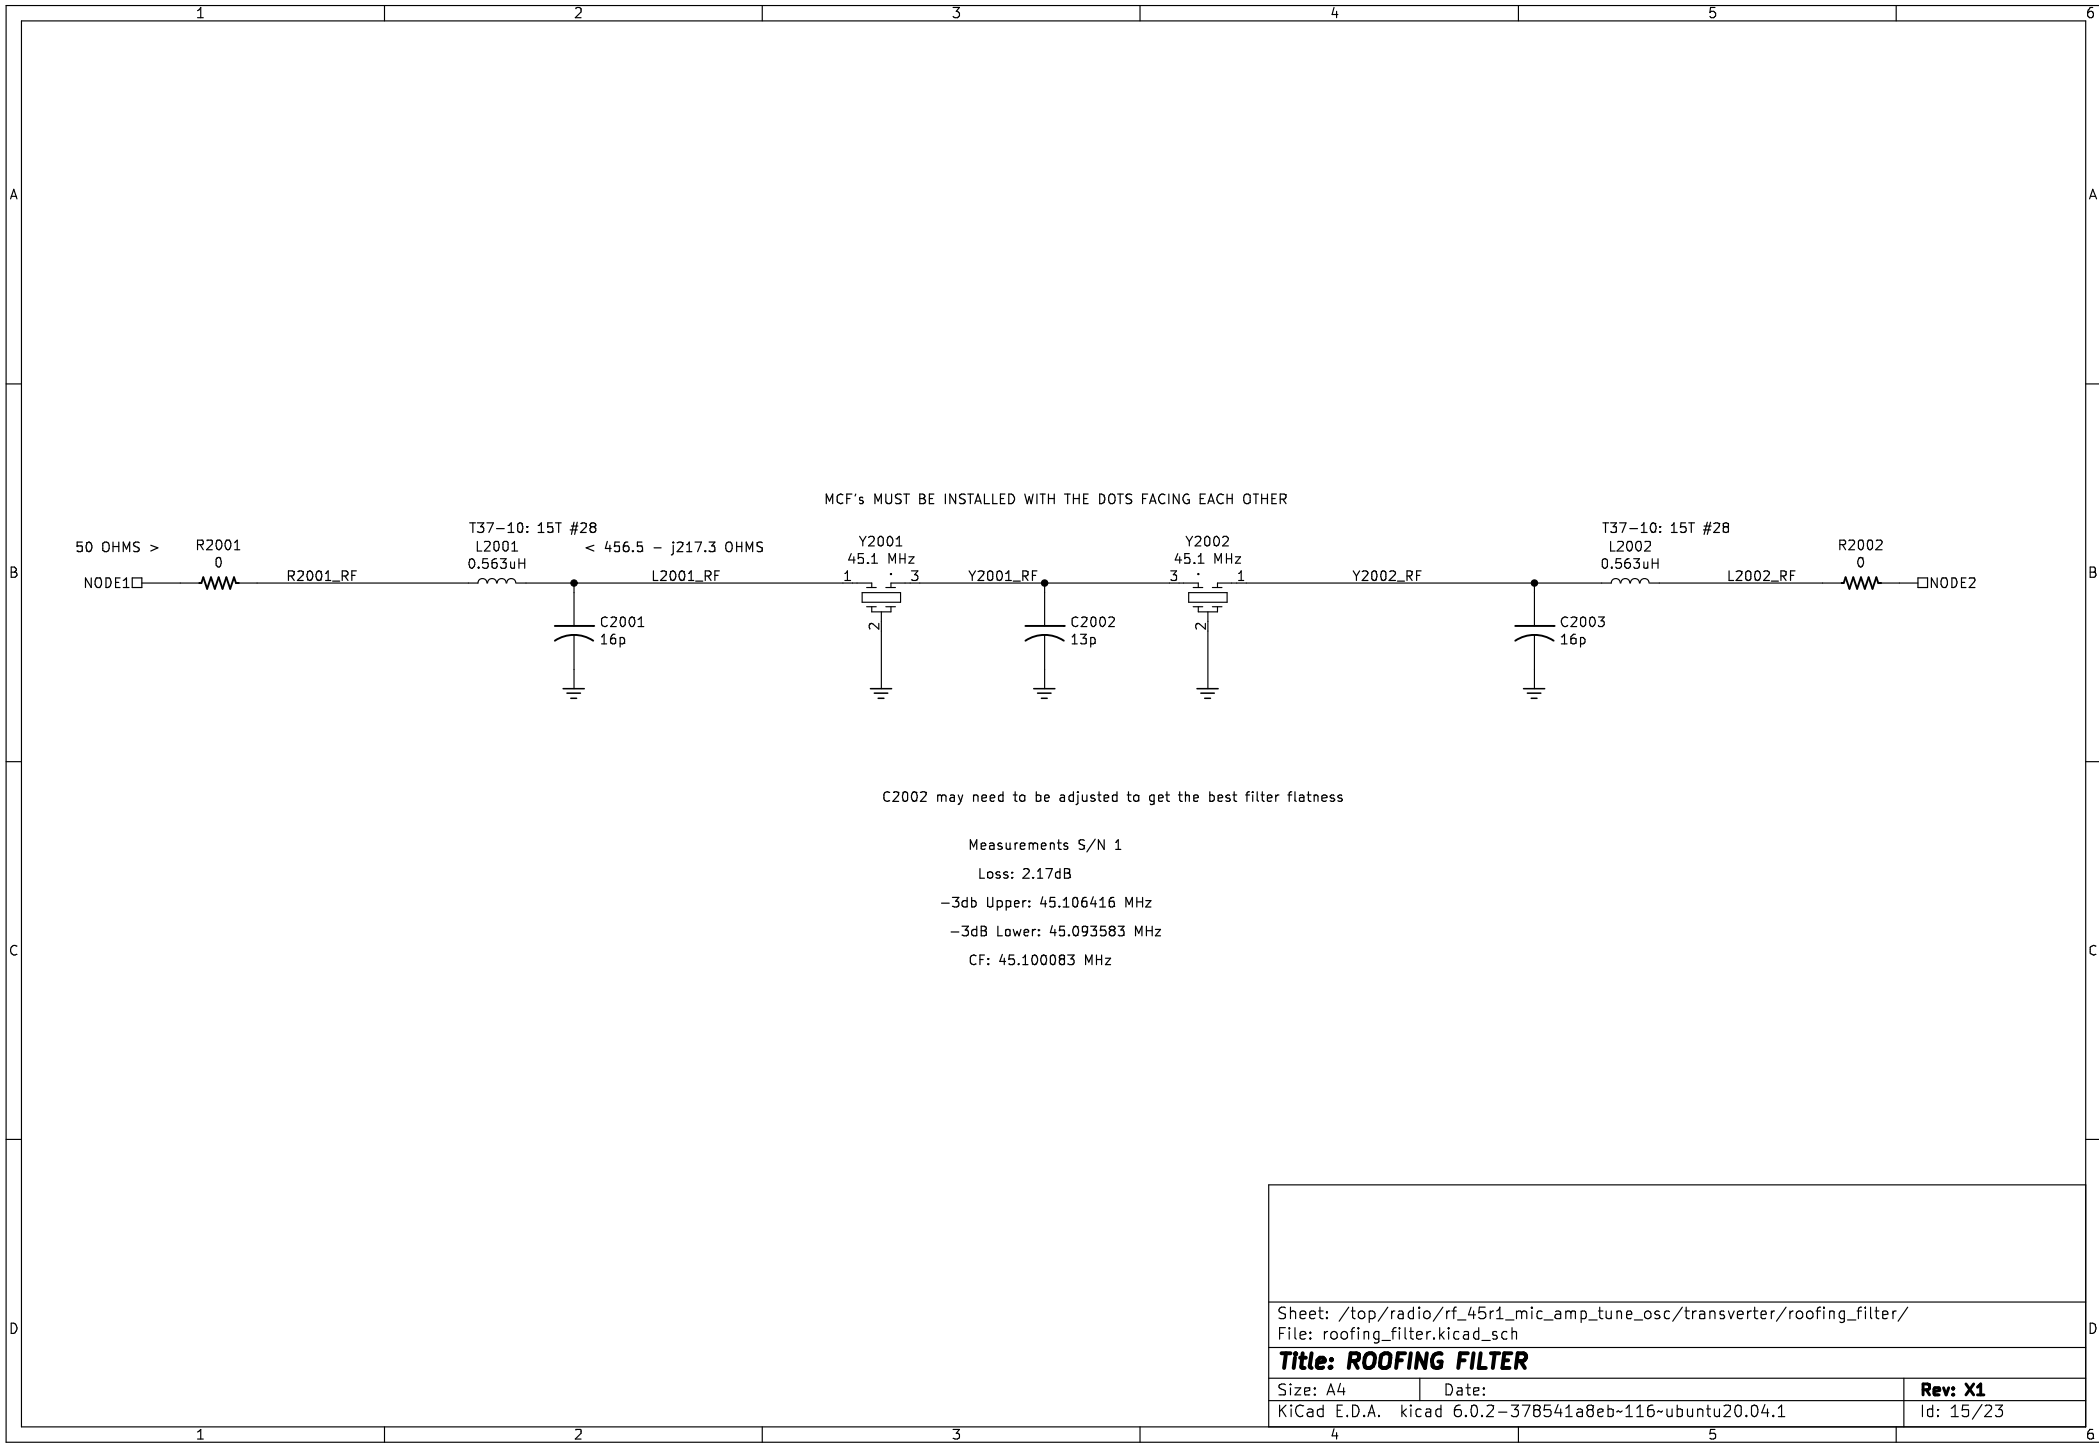 1 2 3 4 5 6
A A
MCF's MUST BE INSTALLED WITH THE DOTS FACING EACH OTHER
T37-10: 15T #28
T37-10: 15T #28
50 OHMS >
R2001
0
L2001
0.563uH
< 456.5 - j217.3 OHMS
Y2001
45.1 MHz
Y2002
45.1 MHz
L2002
0.563uH
R2002
0
B B
NODE1 R2001_RF L2001_RF 1 3 Y2001_RF 3 1 Y2002_RF L2002_RF NODE2
C2001
16p
2
C2002
13p
2
C2003
16p
C2002 may need to be adjusted to get the best filter flatness
Measurements S/N 1
Loss: 2.17dB
-3db Upper: 45.106416 MHz
-3dB Lower: 45.093583 MHz
CF: 45.100083 MHz
C C
D D
Sheet: /top/radio/rf_45r1_mic_amp_tune_osc/transverter/roofing_filter/
File: roofing_filter.kicad_sch
Title: ROOFING FILTER
Size: A4 Date: Rev: X1
KiCad E.D.A. kicad 6.0.2-378541a8eb~116~ubuntu20.04.1 Id: 15/23
1 2 3 4 5 6